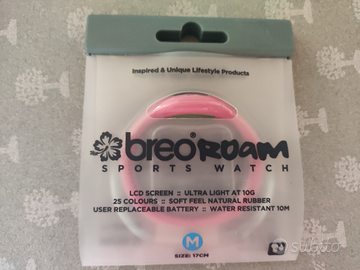 Inspired & Unique Lifestyle Products
breo ROAM
SPORTS WATCH
LCD SCREEN :: ULTRA LIGHT AT 10G
25 COLOURS :: SOFT FEEL NATURAL RUBBER
USER REPLACEABLE BATTERY :: WATER RESISTANT 10M
M
SIZE: 17CM
subito